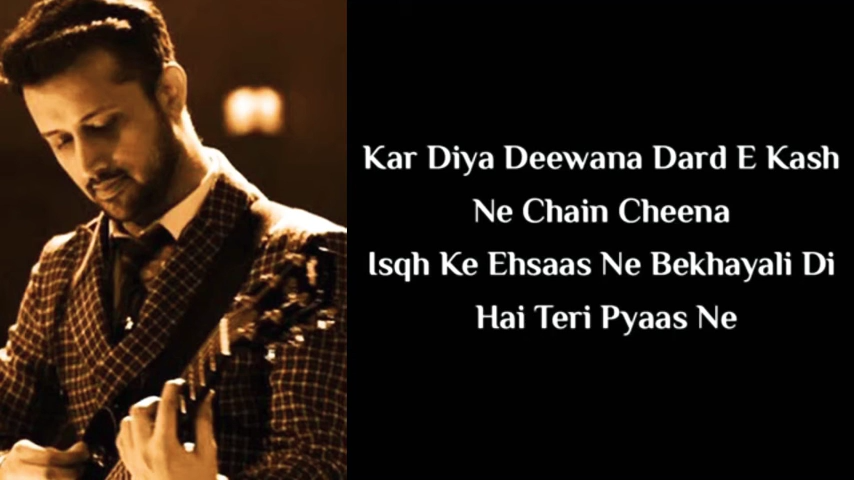 Kar Diya Deewana Dard E Kash
Ne Chain Cheena
Isqh Ke Ehsaas Ne Bekhayali Di
Hai Teri Pyaas Ne